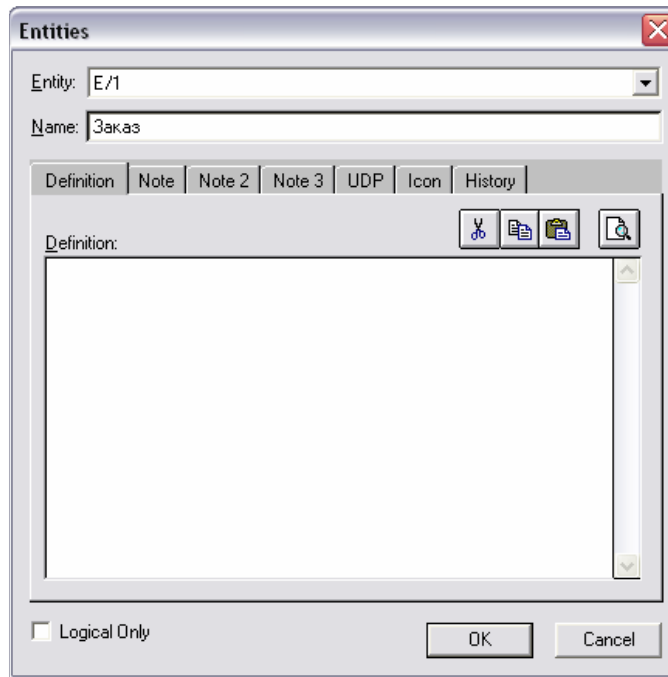 Entities
Entity: E/1
Name: Заказ
Definition Note Note 2 Note 3 UDP Icon History
Definition:
Logical Only
OK Cancel